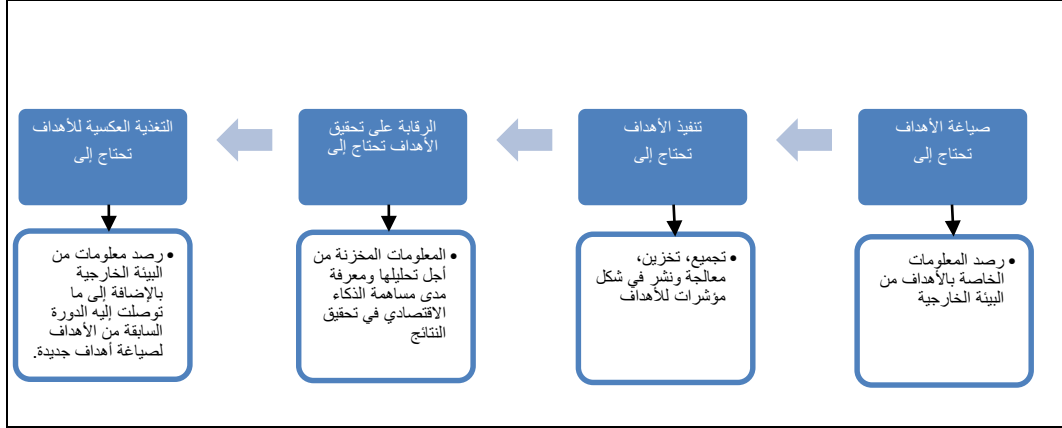 صياغة الأهداف
تحتاج إلى
• رصد المعلومات
الخاصة بالأهداف من
البيئة الخارجية
تنفيذ الأهداف
تحتاج إلى
• تجميع، تخزين،
معالجة ونشر في شكل
مؤشرات للأهداف
الرقابة على تحقيق
الأهداف تحتاج إلى
• المعلومات المخزنة من
أجل تحليلها ومعرفة
مدى مساهمة الذكاء
الاقتصادي في تحقيق
النتائج
التغذية العكسية للأهداف
تحتاج إلى
• رصد معلومات من
البيئة الخارجية
بالإضافة إلى ما
توصلت إليه الدورة
السابقة من الأهداف
لصياغة أهداف جديدة.